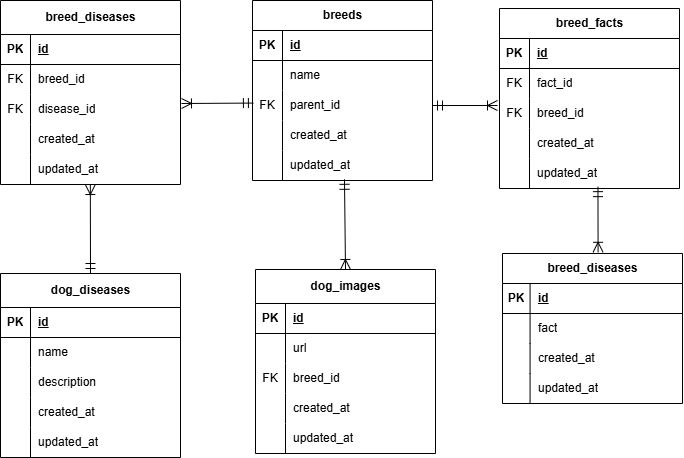 breed_diseases
PK id
FK breed_id
FK disease_id
created_at
updated_at
breeds
PK id
name
FK parent_id
created_at
updated_at
breed_facts
PK id
FK fact_id
FK breed_id
created_at
updated_at
dog_diseases
PK id
name
description
created_at
updated_at
dog_images
PK id
url
FK breed_id
created_at
updated_at
breed_diseases
PK id
fact
created_at
updated_at